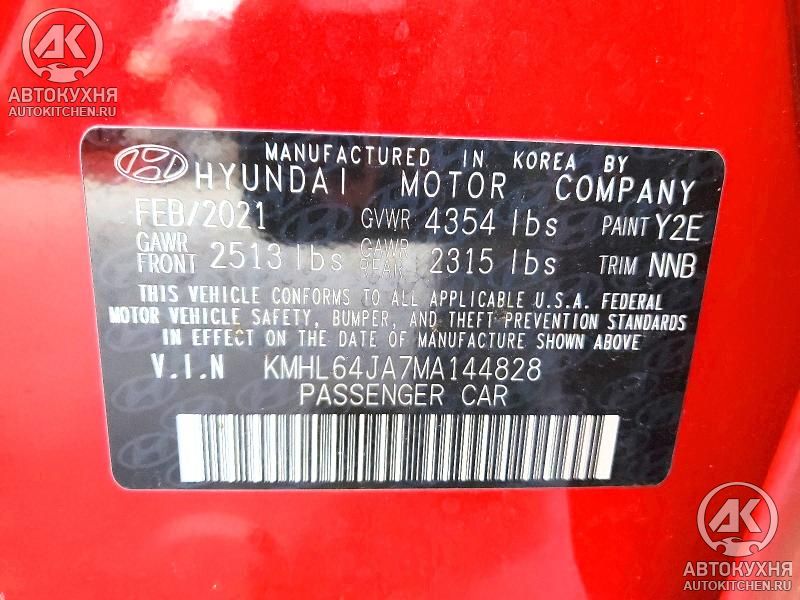 АВТОКУХНЯ
AUTOKITCHEN.RU
MANUFACTURED IN KOREA BY
HYUNDAI MOTOR COMPANY
FEB/2021 GVWR 4354 lbs PAINT Y2E
GAWR FRONT 2513 lbs GAWR REAR 2315 lbs TRIM NNB
THIS VEHICLE CONFORMS TO ALL APPLICABLE U.S.A. FEDERAL
MOTOR VEHICLE SAFETY, BUMPER, AND THEFT PREVENTION STANDARDS
IN EFFECT ON THE DATE OF MANUFACTURE SHOWN ABOVE.
V.I.N KMHL64JA7MA144828
PASSENGER CAR
АВТОКУХНЯ
AUTOKITCHEN.RU